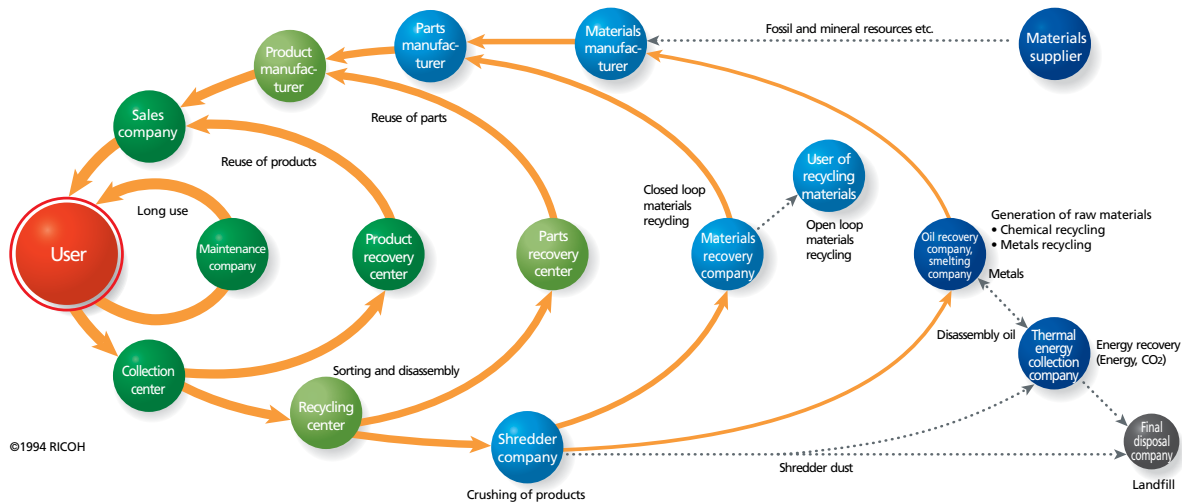 Fossil and mineral resources etc.
Materials
supplier
Materials
manufac-
turer
Parts
manufac-
turer
Product
manufac-
turer
Sales
company
Reuse of parts
Reuse of products
Long use
User
Maintenance
company
Product
recovery
center
Parts
recovery
center
Closed loop
materials
recycling
Materials
recovery
company
User of
recycling
materials
Open loop
materials
recycling
Oil recovery
company,
smelting
company
Generation of raw materials
• Chemical recycling
• Metals recycling
Metals
Disassembly oil
Thermal
energy
collection
company
Energy recovery
(Energy, CO2)
Collection
center
Sorting and disassembly
Recycling
center
Shredder
company
Crushing of products
Shredder dust
Final
disposal
company
Landfill
©1994 RICOH